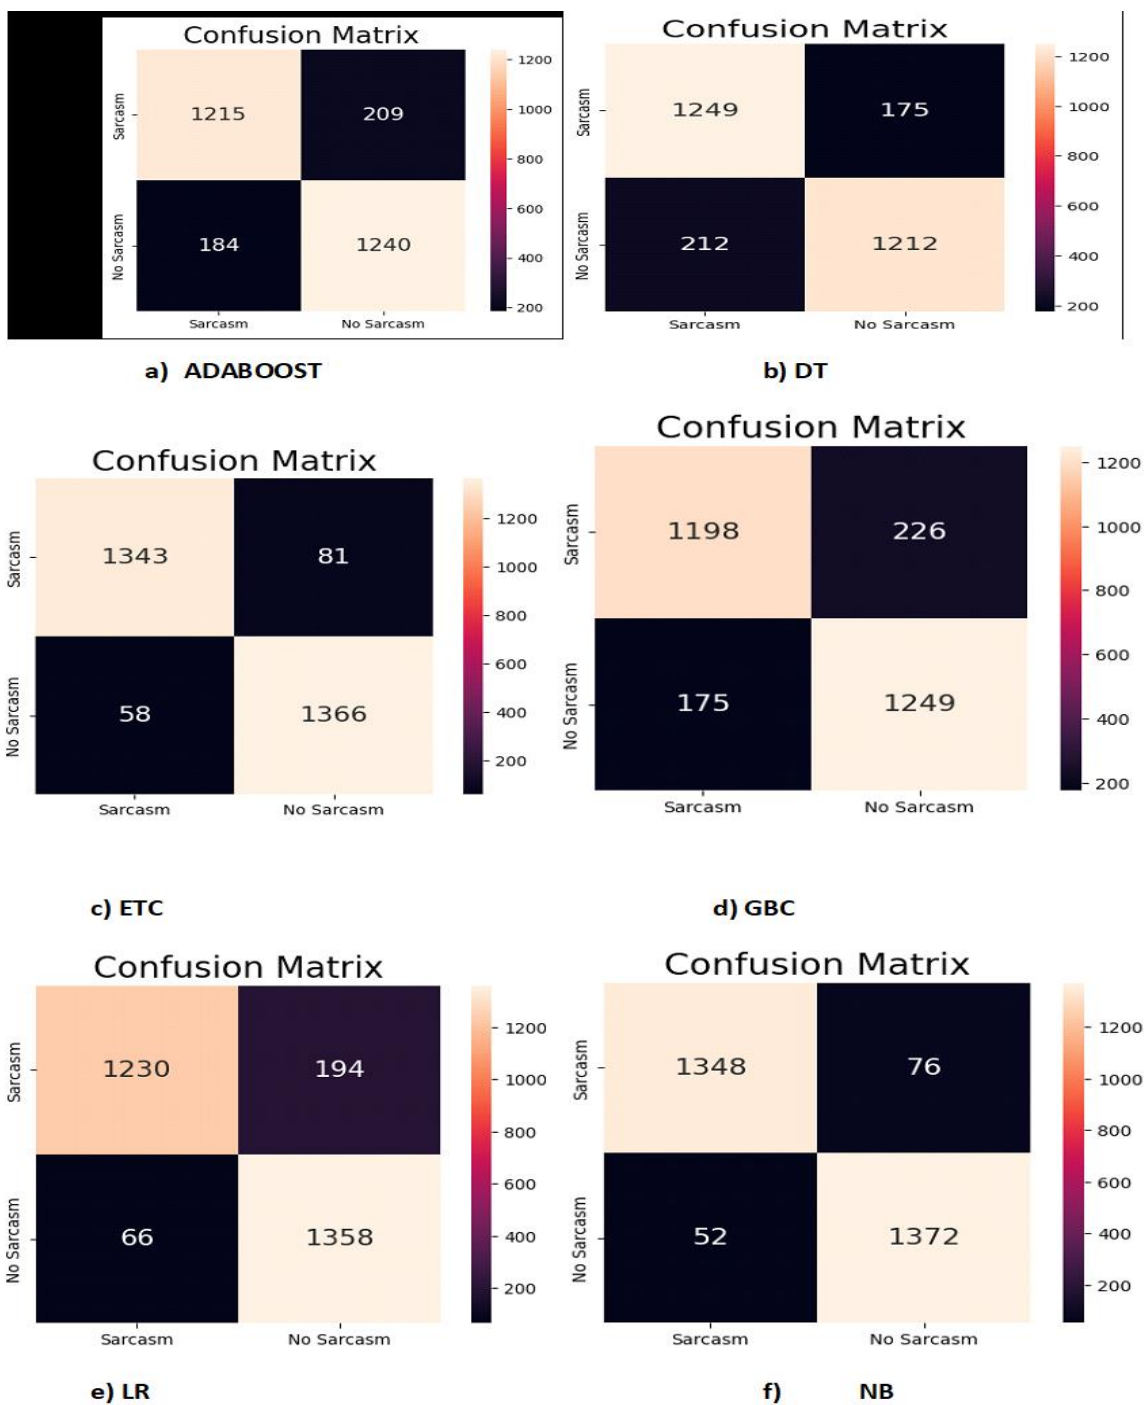 Confusion Matrix
Sarcasm
1215
209
1200
1000
800
600
400
200
No Sarcasm
184
1240
Sarcasm
No Sarcasm
a) ADABOOST
Confusion Matrix
Sarcasm
1249
175
1200
1000
800
600
400
200
No Sarcasm
212
1212
Sarcasm
No Sarcasm
b) DT
Confusion Matrix
Sarcasm
1343
81
1200
1000
800
600
400
200
No Sarcasm
58
1366
Sarcasm
No Sarcasm
c) ETC
Confusion Matrix
Sarcasm
1198
226
1200
1000
800
600
400
200
No Sarcasm
175
1249
Sarcasm
No Sarcasm
d) GBC
Confusion Matrix
Sarcasm
1230
194
1200
1000
800
600
400
200
No Sarcasm
66
1358
Sarcasm
No Sarcasm
e) LR
Confusion Matrix
Sarcasm
1348
76
1200
1000
800
600
400
200
No Sarcasm
52
1372
Sarcasm
No Sarcasm
f) NB